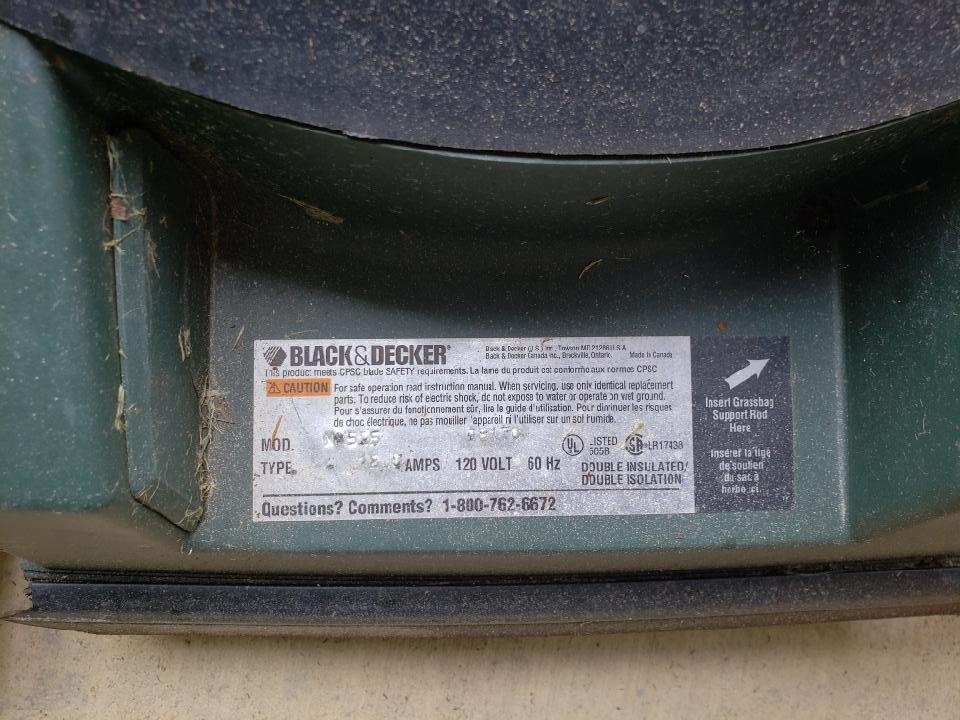 BLACK&DECKER®
Black & Decker (U.S.) Inc., Towson MD 21286 U.S.A.
Black & Decker Canada Inc., Brockville, Ontario. Made in Canada
This product meets CPSC blade SAFETY requirements. La lame du produit est conforme aux normes CPSC
CAUTION
For safe operation read instruction manual. When servicing, use only identical replacement
parts. To reduce risk of electric shock, do not expose to water or operate on wet ground.
Pour s'assurer du fonctionnement sûr, lire le guide d'utilisation. Pour diminuer les risques
de choc électrique, ne pas mouiller l'appareil ni l'utiliser sur un sol humide.
MOD.
TYPE AMPS 120 VOLT 60 Hz
UL LISTED
505B
SA LR17438
DOUBLE INSULATED/
DOUBLE ISOLATION
Questions? Comments? 1-800-762-6672
Insert Grassbag
Support Rod
Here
Insérer la tige
de soutien
du sac à
herbe ici.